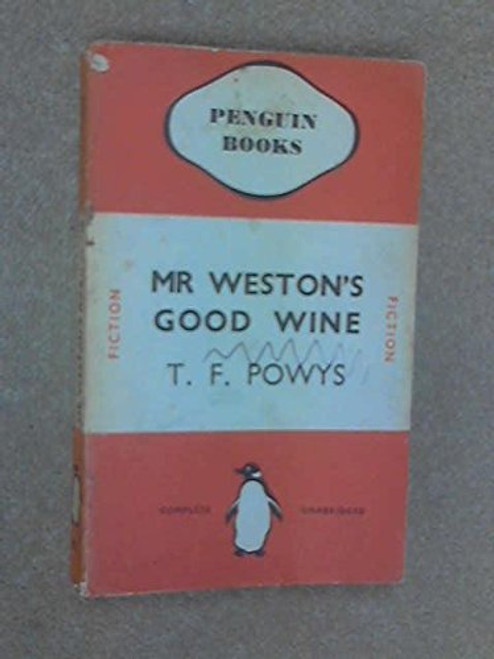 PENGUIN
BOOKS
MR WESTON'S
GOOD WINE
T. F. POWYS
FICTION
FICTION
COMPLETE UNABRIDGED